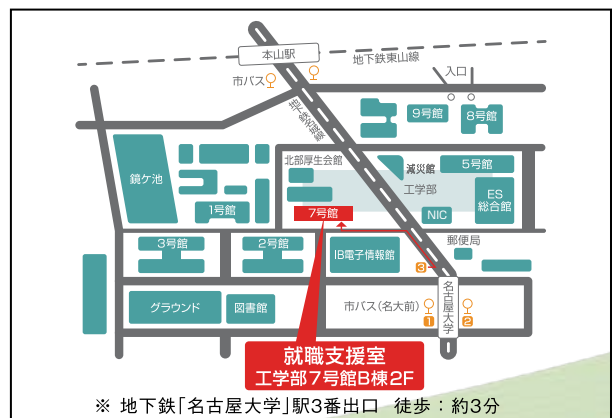 本山駅
地下鉄東山線
市バス
入口
地下鉄名城線
9号館
8号館
鏡ケ池
北部厚生会館
減災館
5号館
工学部
ES
総合館
1号館
7号館
NIC
3号館
2号館
IB電子情報館
郵便局
3
グラウンド
図書館
市バス(名大前)
1
名古屋大学
2
就職支援室
工学部7号館B棟2F
※ 地下鉄「名古屋大学」駅3番出口 徒歩：約3分